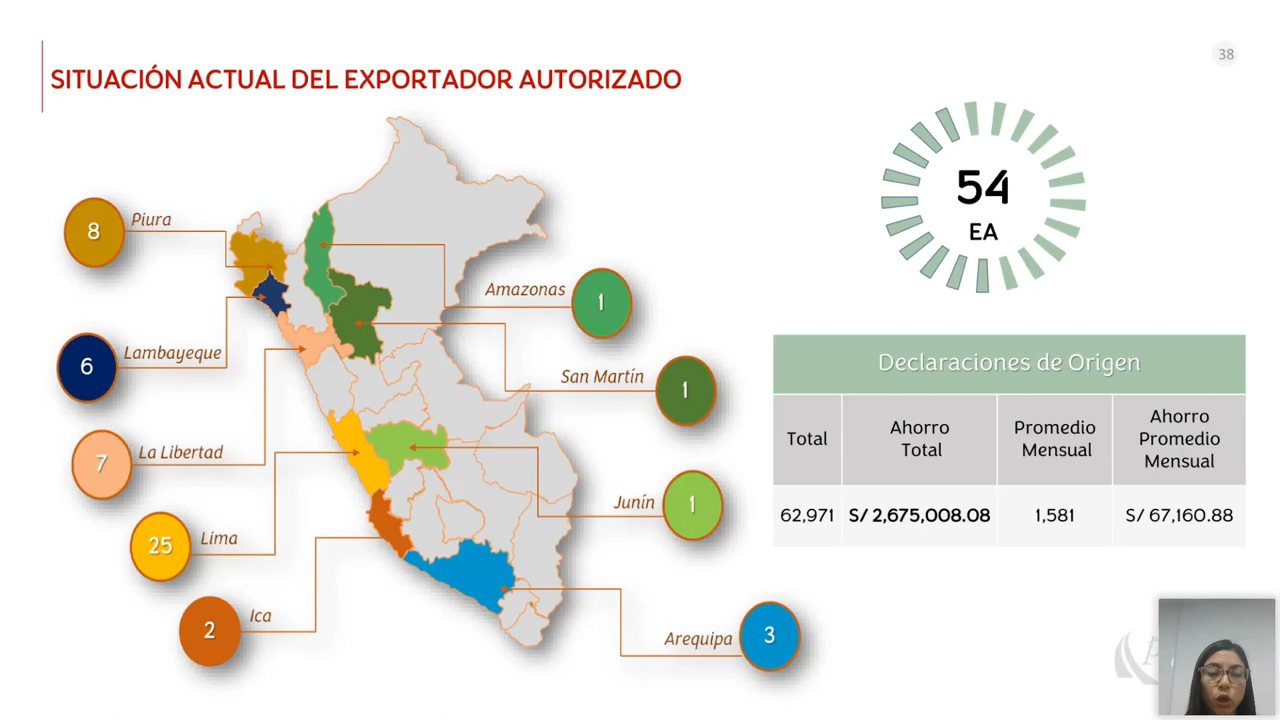 38
SITUACIÓN ACTUAL DEL EXPORTADOR AUTORIZADO
54
EA
8
Piura
Amazonas
1
6
Lambayeque
San Martín
1
7
La Libertad
Junín
1
25
Lima
2
Ica
Arequipa
3
Declaraciones de Origen
Total
Ahorro
Total
Promedio
Mensual
Ahorro
Promedio
Mensual
62,971
S/ 2,675,008.08
1,581
S/ 67,160.88